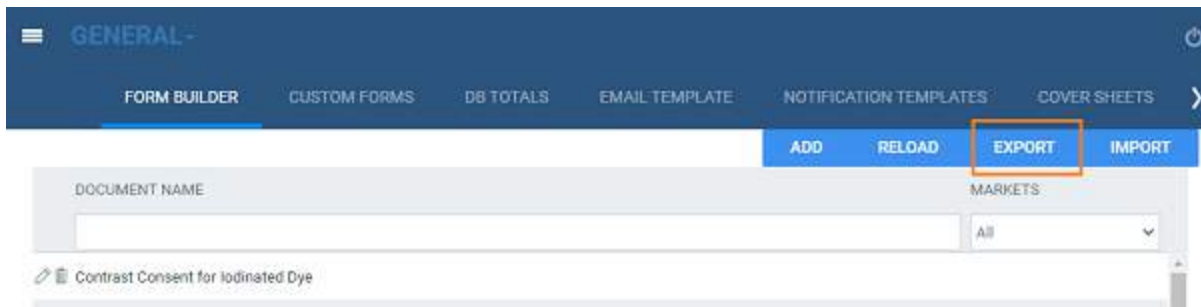 GENERAL-
FORM BUILDER CUSTOM FORMS DB TOTALS EMAIL TEMPLATE NOTIFICATION TEMPLATES COVER SHEETS
ADD RELOAD EXPORT IMPORT
DOCUMENT NAME MARKETS
All
Contrast Consent for Iodinated Dye